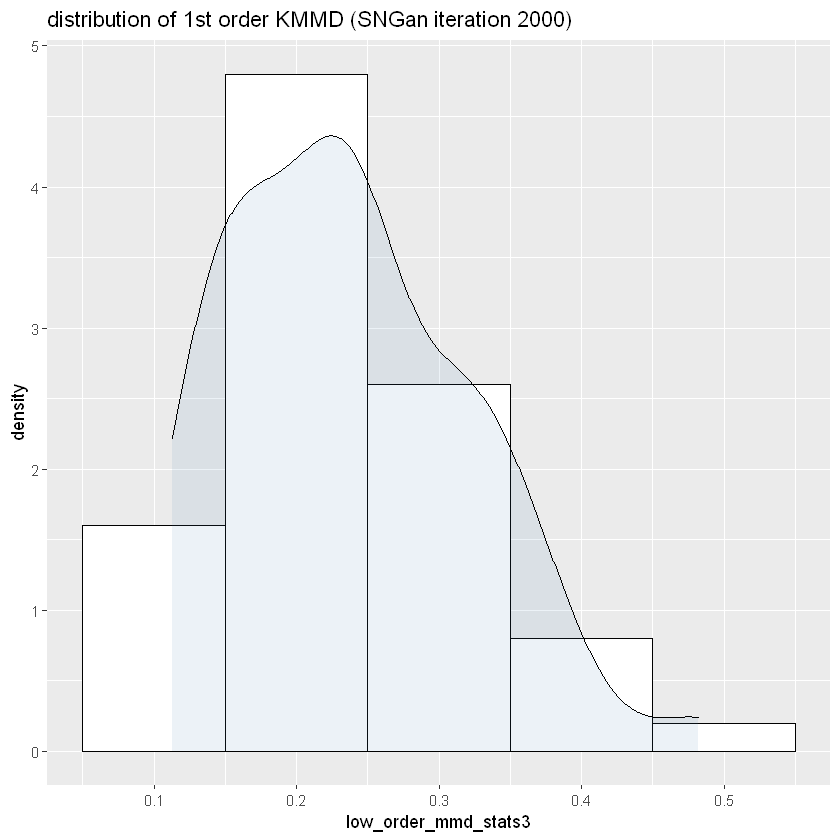 distribution of 1st order KMMD (SNGan iteration 2000)
5
4
3
2
1
0
density
0.1 0.2 0.3 0.4 0.5
low_order_mmd_stats3